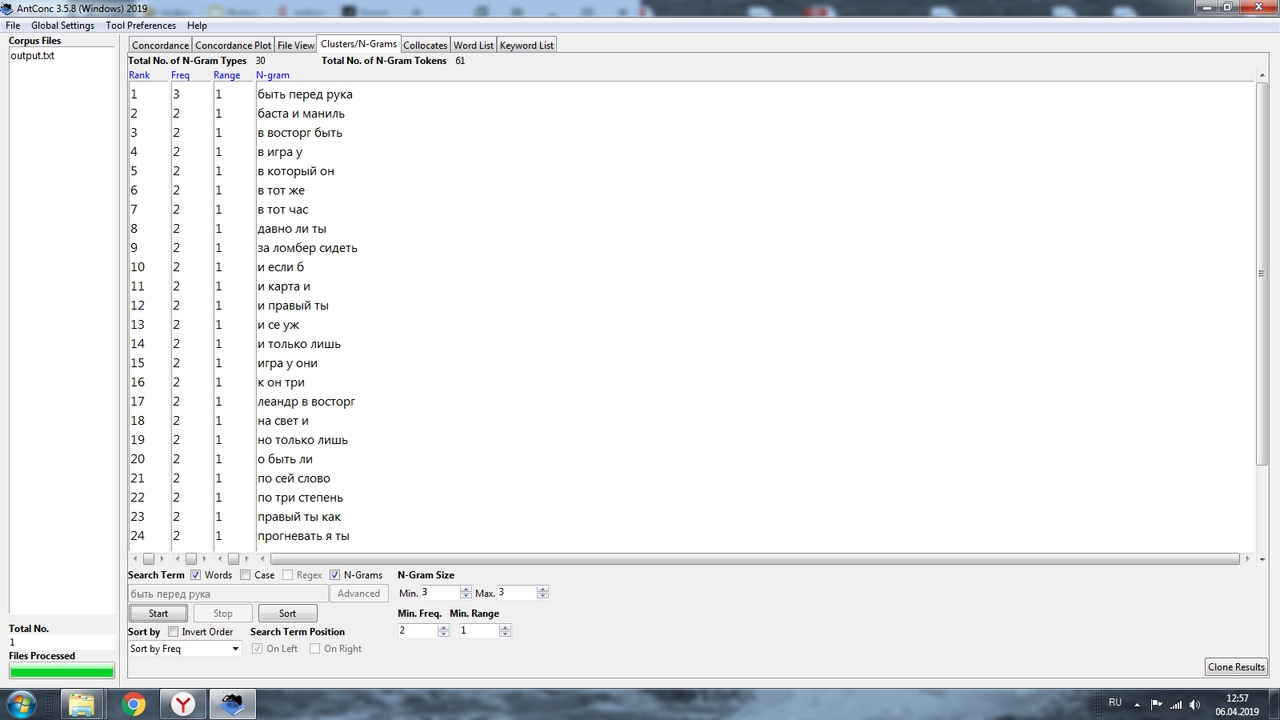 AntConc 3.5.8 (Windows) 2019
File Global Settings Tool Preferences Help
Corpus Files
output.txt
Concordance Concordance Plot File View Clusters/N-Grams Collocates Word List Keyword List
Total No. of N-Gram Types 30 Total No. of N-Gram Tokens 61
Rank Freq Range N-gram
1 3 1 быть перед рука
2 2 1 баста и маниль
3 2 1 в восторг быть
4 2 1 в игра у
5 2 1 в который он
6 2 1 в тот же
7 2 1 в тот час
8 2 1 давно ли ты
9 2 1 за ломбер сидеть
10 2 1 и если б
11 2 1 и карта и
12 2 1 и правый ты
13 2 1 и се уж
14 2 1 и только лишь
15 2 1 игра у они
16 2 1 к он три
17 2 1 леандр в восторг
18 2 1 на свет и
19 2 1 но только лишь
20 2 1 о быть ли
21 2 1 по сей слово
22 2 1 по три степень
23 2 1 правый ты как
24 2 1 прогневать я ты
Search Term Words Case Regex N-Grams N-Gram Size
быть перед рука Advanced Min. 3 Max. 3
Start Stop Sort Min. Freq. Min. Range
Sort by Invert Order Search Term Position 2 1
Sort by Freq On Left On Right
Total No.
1
Files Processed
Clone Results
RU 12:57
06.04.2019